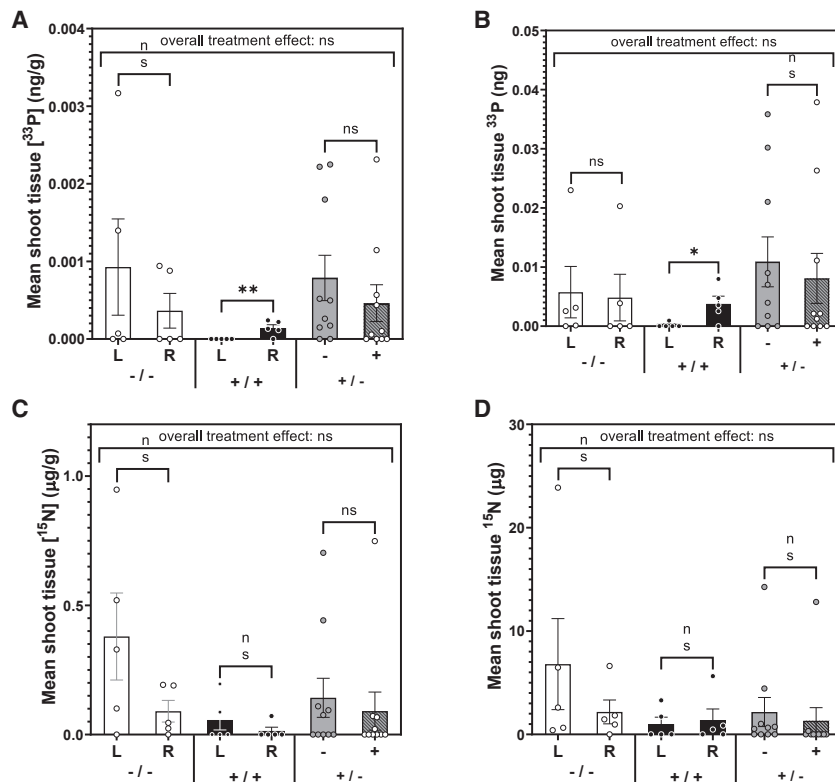 A
Mean shoot tissue [³³P] (ng/g)
0.004
0.003
0.002
0.001
0.000
overall treatment effect: ns
n
s
**
ns
L R L R - +
- / - + / + + / -
B
Mean shoot tissue ³³P (ng)
0.05
0.04
0.03
0.02
0.01
0.00
overall treatment effect: ns
ns
*
n
s
L R L R - +
- / - + / + + / -
C
Mean shoot tissue [¹⁵N] (µg/g)
1.0
0.5
0.0
overall treatment effect: ns
n
s
n
s
ns
L R L R - +
- / - + / + + / -
D
Mean shoot tissue ¹⁵N (µg)
30
20
10
0
overall treatment effect: ns
n
s
n
s
n
s
L R L R - +
- / - + / + + / -